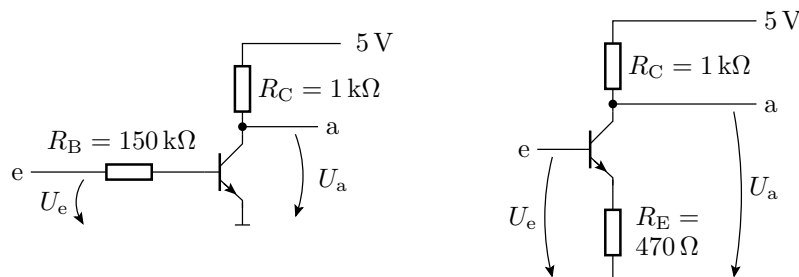 5 V
R_C = 1 kΩ
a
R_B = 150 kΩ
e
U_e
U_a
5 V
R_C = 1 kΩ
a
e
U_e
U_a
R_E =
470 Ω